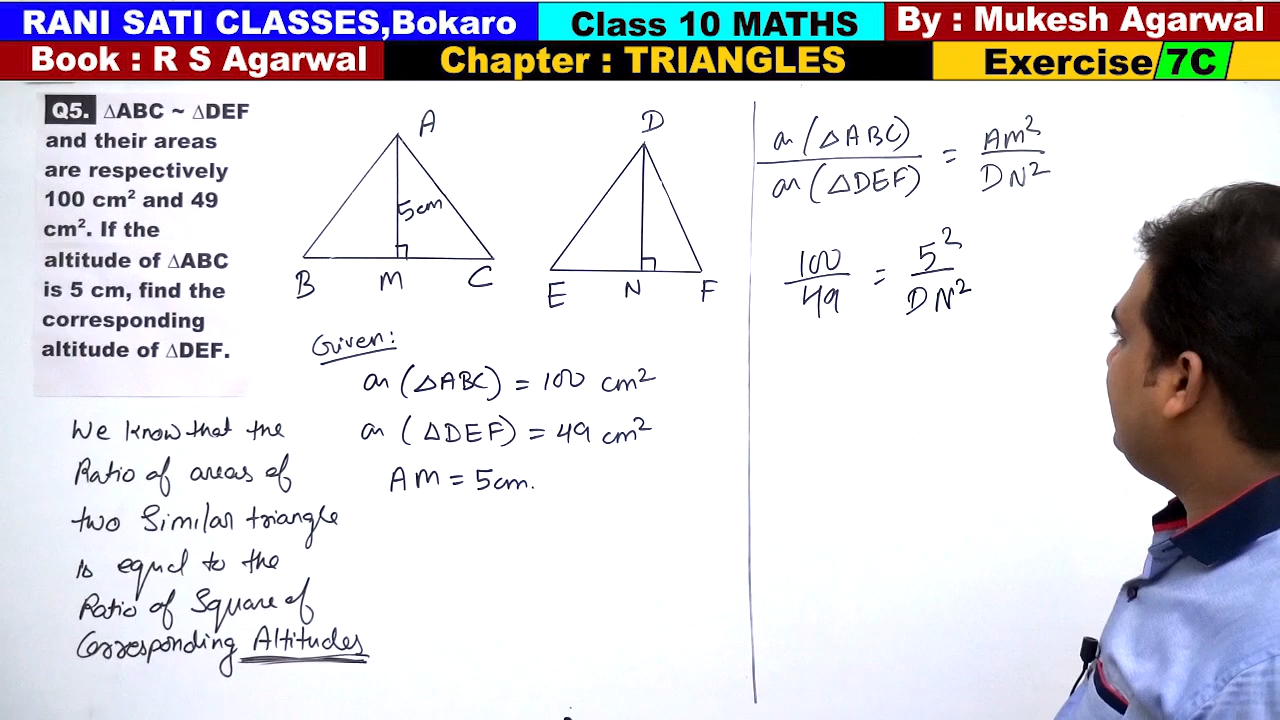 RANI SATI CLASSES,Bokaro
Class 10 MATHS
By : Mukesh Agarwal
Book : R S Agarwal
Chapter : TRIANGLES
Exercise 7C
Q5. ∆ABC ~ ∆DEF
and their areas
are respectively
100 cm² and 49
cm². If the
altitude of ∆ABC
is 5 cm, find the
corresponding
altitude of ∆DEF.
A
5cm
B M C
D
E N F
Given:
ar (∆ABC) = 100 cm²
ar (∆DEF) = 49 cm²
AM = 5cm.
We know that the
Ratio of areas of
two Similar triangle
is equal to the
Ratio of Square of
Corresponding Altitudes
ar (∆ABC) / ar (∆DEF) = AM² / DN²
100 / 49 = 5² / DN²